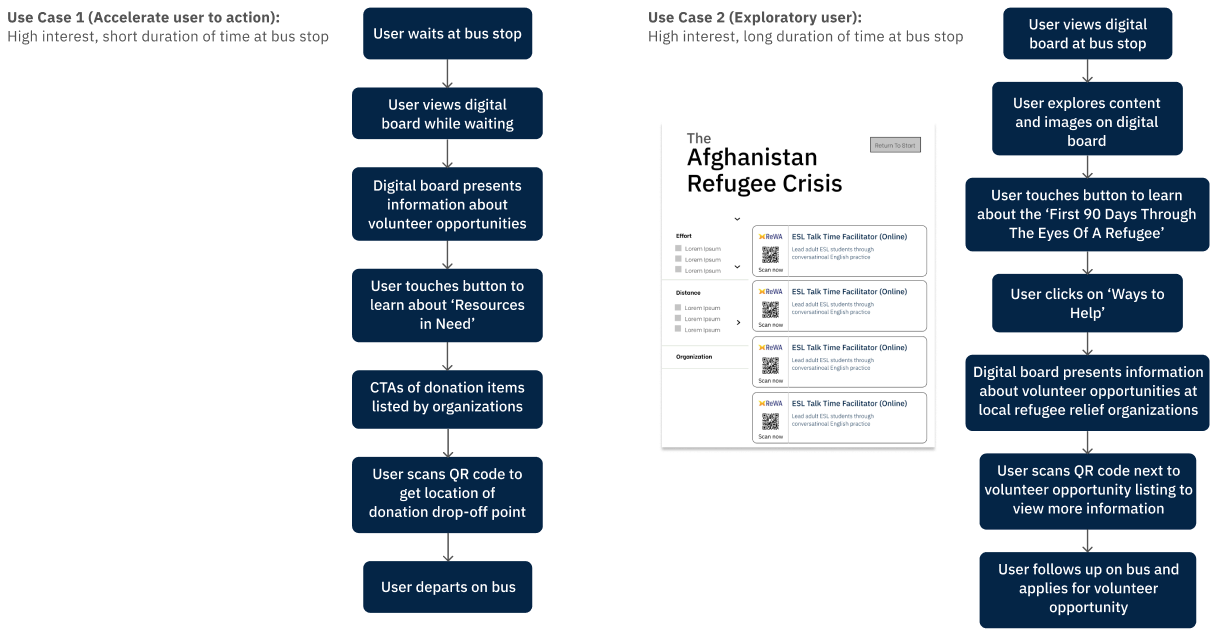 Use Case 1 (Accelerate user to action):
High interest, short duration of time at bus stop
User waits at bus stop
User views digital
board while waiting
Digital board presents
information about
volunteer opportunities
User touches button to
learn about ‘Resources
in Need’
CTAs of donation items
listed by organizations
User scans QR code to
get location of
donation drop-off point
User departs on bus
Use Case 2 (Exploratory user):
High interest, long duration of time at bus stop
The
Afghanistan
Refugee Crisis
Return To Start
Effort
Lorem Ipsum
Lorem Ipsum
Lorem Ipsum
Distance
Lorem Ipsum
Lorem Ipsum
Lorem Ipsum
Organization
ReWA
Scan now
ESL Talk Time Facilitator (Online)
Lead adult ESL students through
conversatinoal English practice
ReWA
Scan now
ESL Talk Time Facilitator (Online)
Lead adult ESL students through
conversatinoal English practice
ReWA
Scan now
ESL Talk Time Facilitator (Online)
Lead adult ESL students through
conversatinoal English practice
ReWA
Scan now
ESL Talk Time Facilitator (Online)
Lead adult ESL students through
conversatinoal English practice
User views digital
board at bus stop
User explores content
and images on digital
board
User touches button to learn
about the ‘First 90 Days Through
The Eyes Of A Refugee’
User clicks on ‘Ways to
Help’
Digital board presents information
about volunteer opportunities at
local refugee relief organizations
User scans QR code next to
volunteer opportunity listing to
view more information
User follows up on bus and
applies for volunteer
opportunity